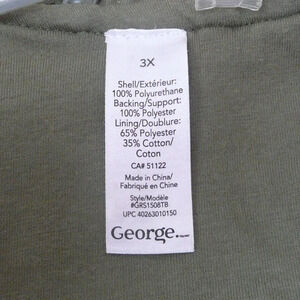 3X
Shell/Extérieur:
100% Polyurethane
Backing/Support:
100% Polyester
Lining/Doublure:
65% Polyester
35% Cotton/
Coton
CA# 51122
Made in China/
Fabriqué en Chine
Style/Modèle
#GRS1508TB
UPC 40263010150
George.